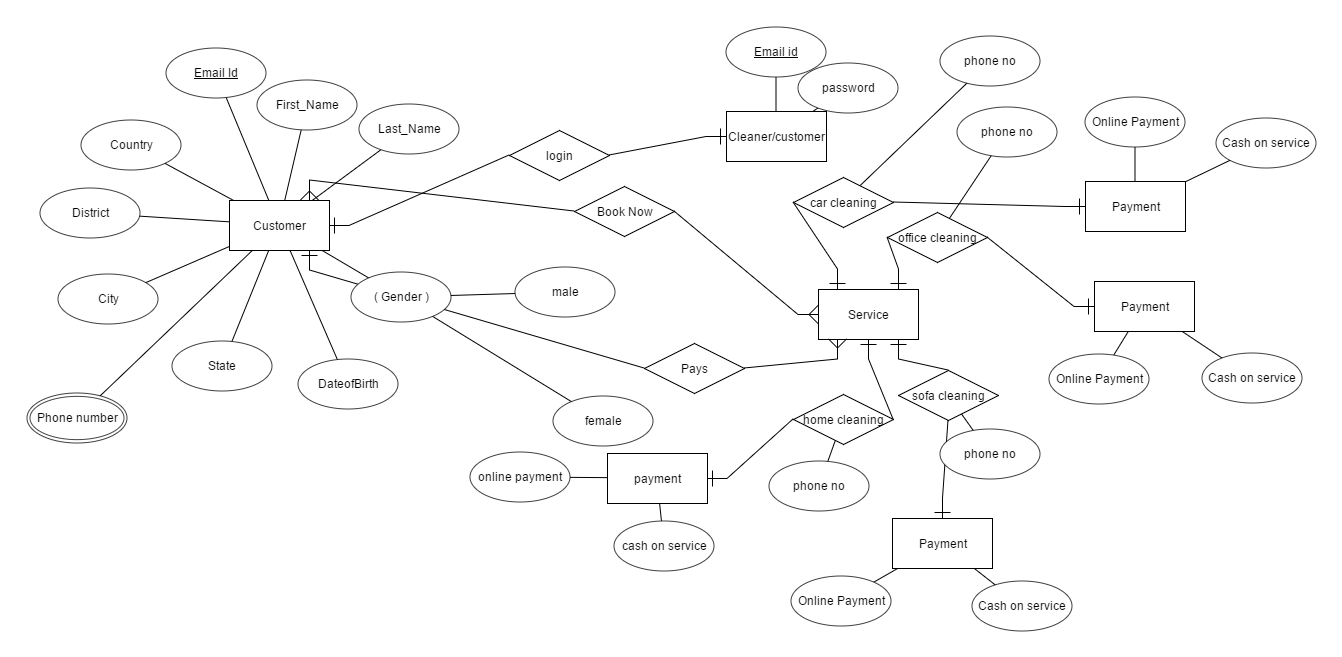 Email id
phone no
Email Id
password
First_Name
Online Payment
Last_Name
phone no
Cleaner/customer
Country
Cash on service
login
car cleaning
Payment
District
Book Now
Customer
office cleaning
( Gender )
male
City
Payment
Service
State
Pays
DateofBirth
Online Payment
Cash on service
sofa cleaning
Phone number
female
home cleaning
phone no
online payment
payment
phone no
cash on service
Payment
Online Payment
Cash on service